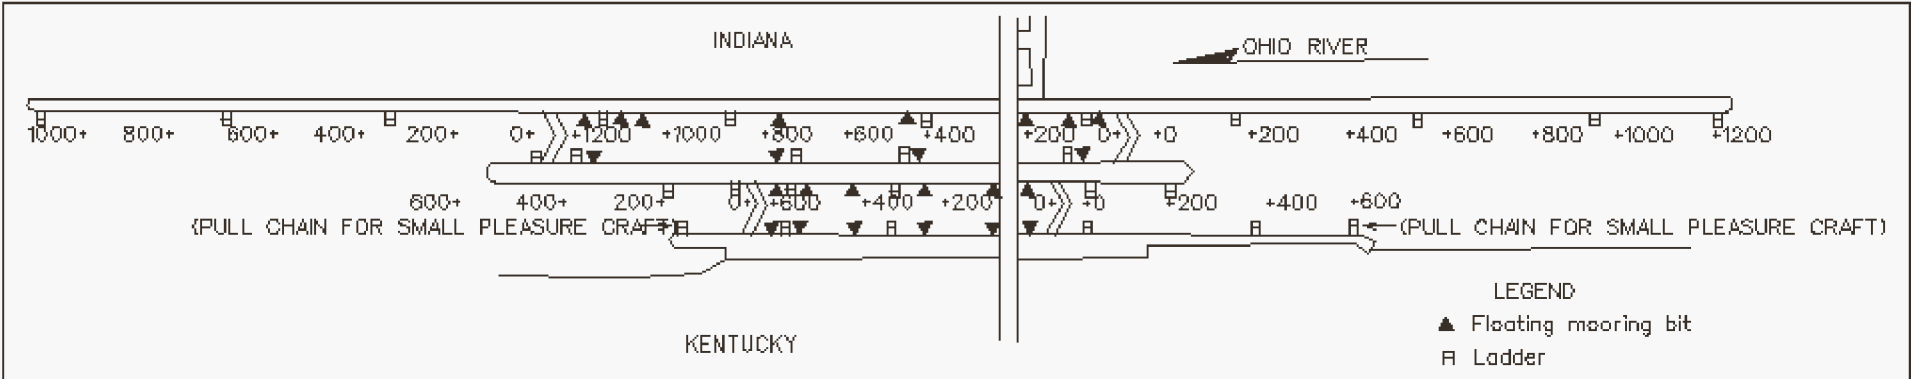 INDIANA
OHIO RIVER
1000+ 800+ 600+ 400+ 200+ 0+ +1200 +1000 +800 +600 +400 +200 0+ +0 +200 +400 +600 +800 +1000 +1200
600+ 400+ 200+ 0+ +600 +400 +200 0+ +0 +200 +400 +600
(PULL CHAIN FOR SMALL PLEASURE CRAFT) (PULL CHAIN FOR SMALL PLEASURE CRAFT)
LEGEND
Floating mooring bit
KENTUCKY
Ladder